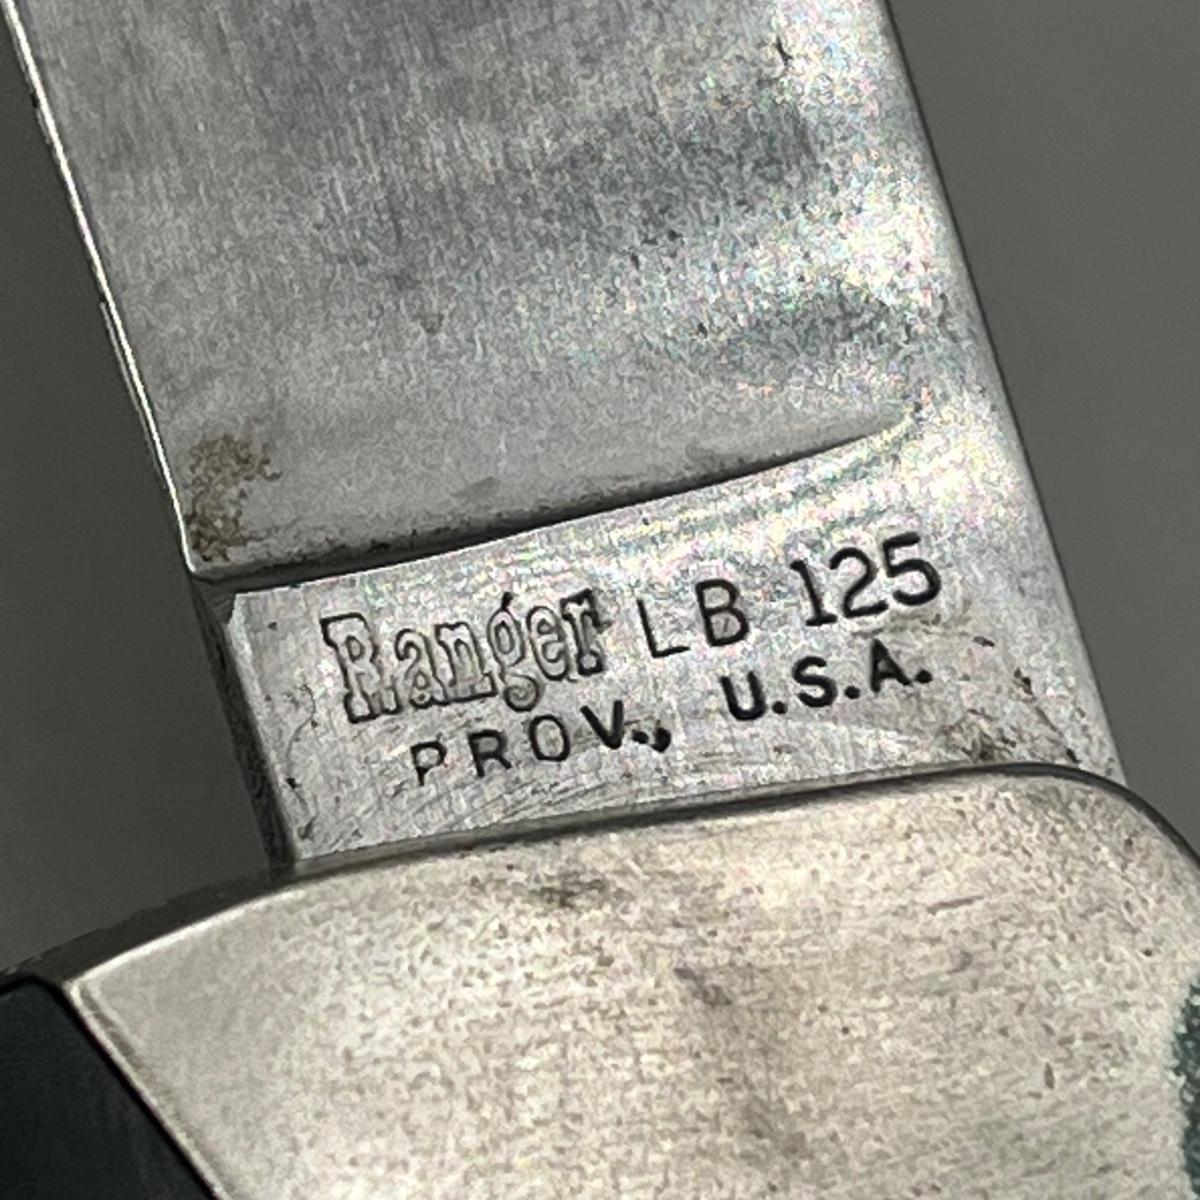 Ranger LB 125
PROV., U.S.A.